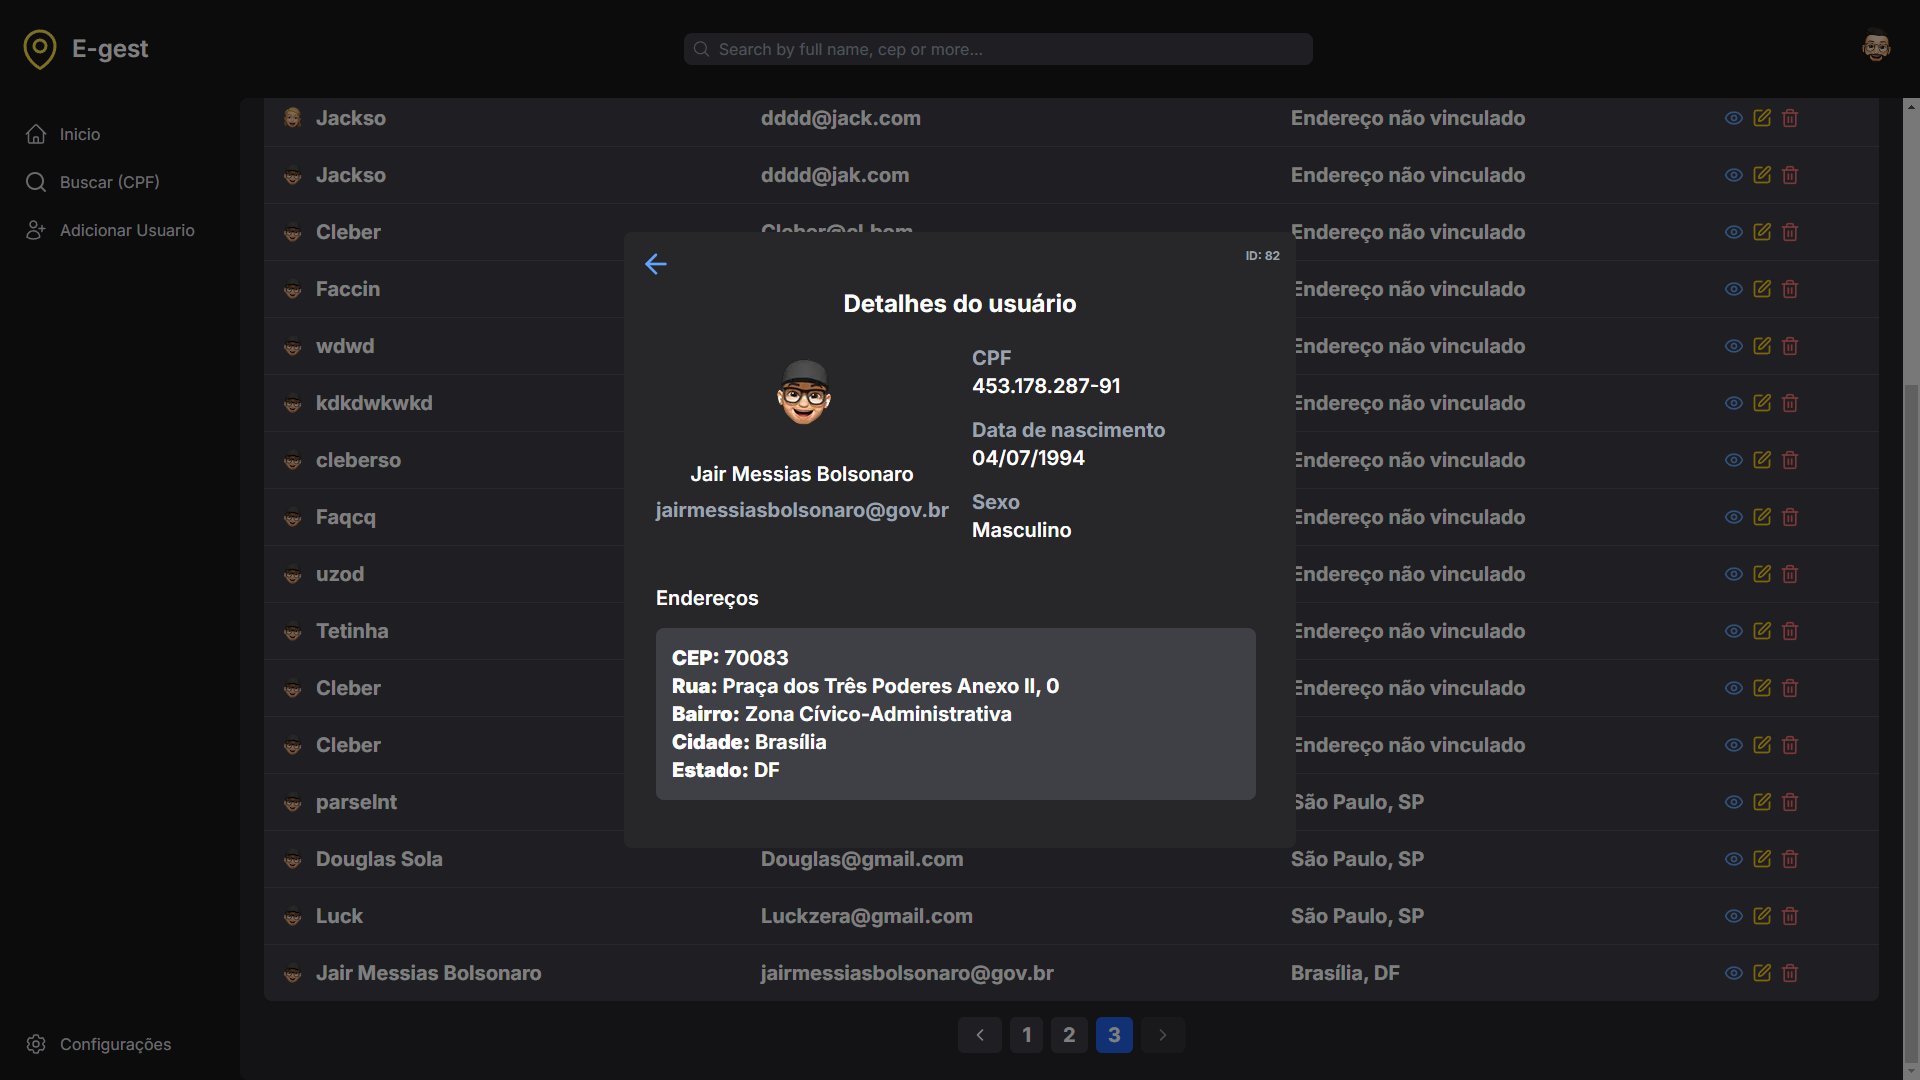 E-gest
Search by full name, cep or more...
Inicio
Buscar (CPF)
Adicionar Usuario
Configurações
Jackso dddd@jack.com Endereço não vinculado
Jackso dddd@jak.com Endereço não vinculado
Cleber Cleber@cl.bom Endereço não vinculado
Faccin Endereço não vinculado
wdwd Endereço não vinculado
kdkdwkwkd Endereço não vinculado
cleberso Endereço não vinculado
Faqcq Endereço não vinculado
uzod Endereço não vinculado
Tetinha Endereço não vinculado
Cleber Endereço não vinculado
Cleber Endereço não vinculado
parseInt São Paulo, SP
Douglas Sola Douglas@gmail.com São Paulo, SP
Luck Luckzera@gmail.com São Paulo, SP
Jair Messias Bolsonaro jairmessiasbolsonaro@gov.br Brasília, DF
1 2 3
ID: 82
Detalhes do usuário
Jair Messias Bolsonaro
jairmessiasbolsonaro@gov.br
CPF
453.178.287-91
Data de nascimento
04/07/1994
Sexo
Masculino
Endereços
CEP: 70083
Rua: Praça dos Três Poderes Anexo II, 0
Bairro: Zona Cívico-Administrativa
Cidade: Brasília
Estado: DF